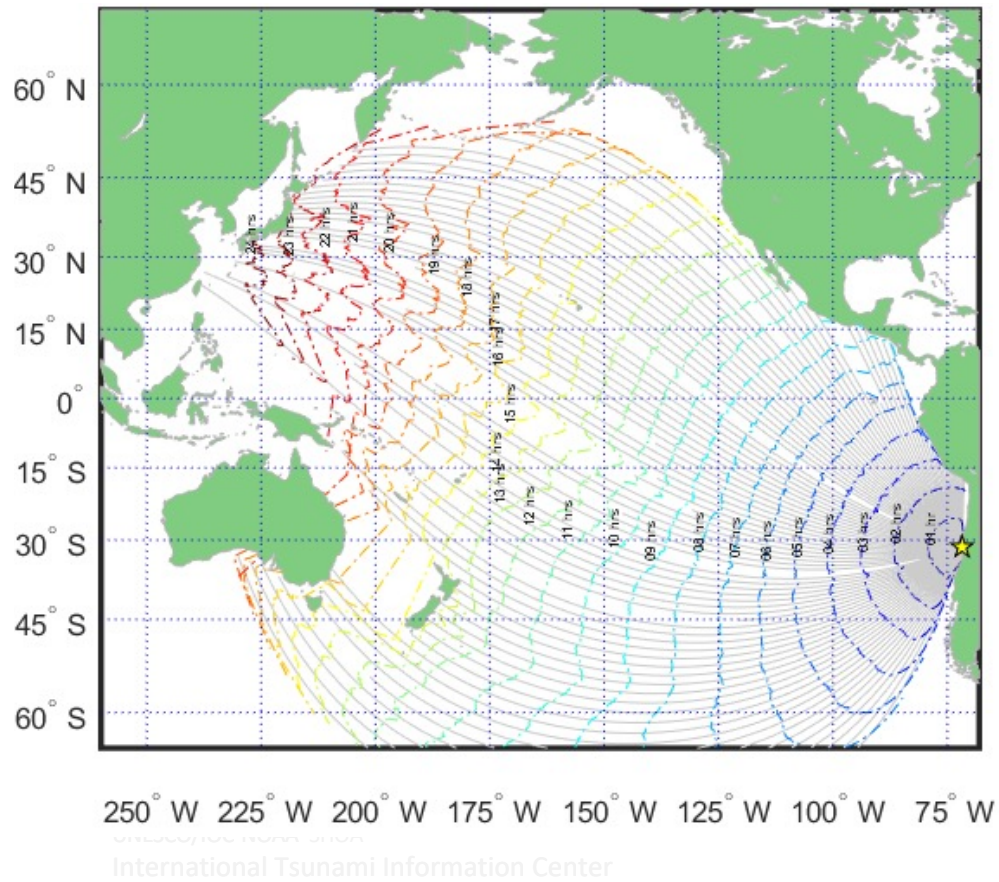 60° N
45° N
30° N
15° N
0°
15° S
30° S
45° S
60° S
24 hrs
23 hrs
22 hrs
21 hrs
20 hrs
19 hrs
18 hrs
17 hrs
16 hrs
15 hrs
14 hrs
13 hrs
12 hrs
11 hrs
10 hrs
09 hrs
08 hrs
07 hrs
06 hrs
05 hrs
04 hrs
03 hrs
02 hrs
01 hr
250° W 225° W 200° W 175° W 150° W 125° W 100° W 75° W
International Tsunami Information Center